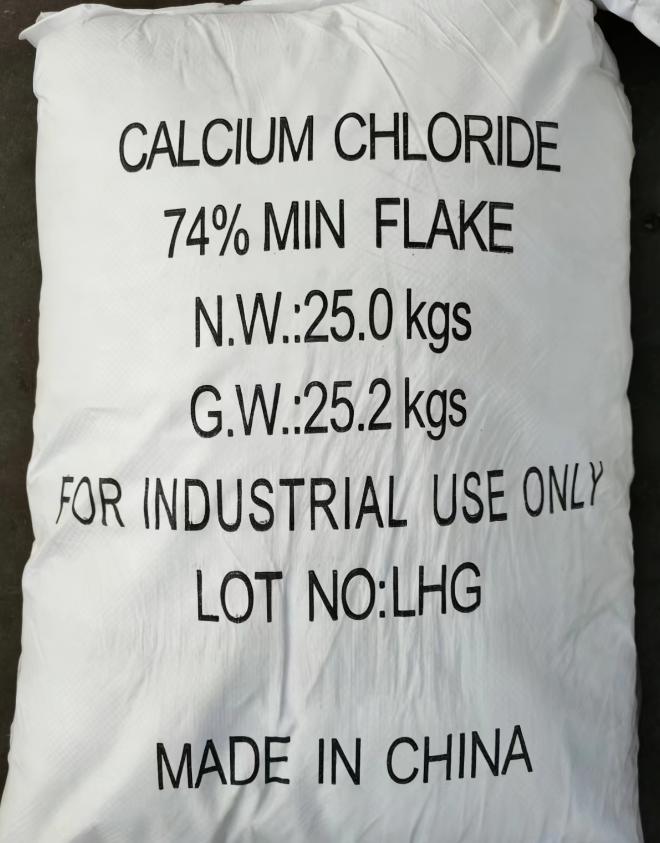 CALCIUM CHLORIDE
74% MIN FLAKE
N.W.:25.0 kgs
G.W.:25.2 kgs
FOR INDUSTRIAL USE ONLY
LOT NO:LHG
MADE IN CHINA